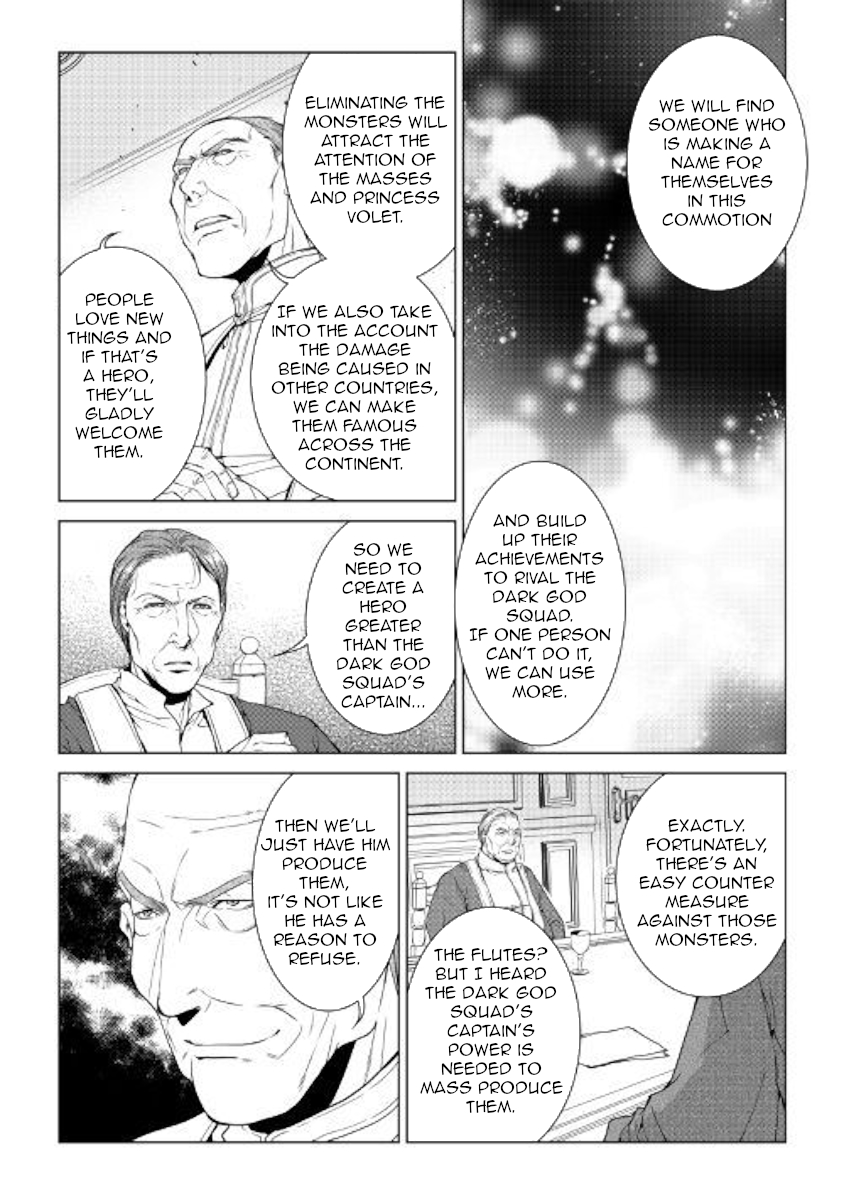 WE WILL FIND
SOMEONE WHO
IS MAKING A
NAME FOR
THEMSELVES
IN THIS
COMMOTION
AND BUILD
UP THEIR
ACHIEVEMENTS
TO RIVAL THE
DARK GOD
SQUAD.
IF ONE PERSON
CAN'T DO IT,
WE CAN USE
MORE.
ELIMINATING THE
MONSTERS WILL
ATTRACT THE
ATTENTION OF
THE MASSES
AND PRINCESS
VOLET.
IF WE ALSO TAKE
INTO THE ACCOUNT
THE DAMAGE
BEING CAUSED IN
OTHER COUNTRIES,
WE CAN MAKE
THEM FAMOUS
ACROSS THE
CONTINENT.
PEOPLE
LOVE NEW
THINGS AND
IF THAT'S
A HERO,
THEY'LL
GLADLY
WELCOME
THEM.
SO WE
NEED TO
CREATE A
HERO
GREATER
THAN THE
DARK GOD
SQUAD'S
CAPTAIN...
EXACTLY.
FORTUNATELY,
THERE'S AN
EASY COUNTER
MEASURE
AGAINST THOSE
MONSTERS.
THE FLUTES?
BUT I HEARD
THE DARK GOD
SQUAD'S
CAPTAIN'S
POWER IS
NEEDED TO
MASS PRODUCE
THEM.
THEN WE'LL
JUST HAVE HIM
PRODUCE
THEM,
IT'S NOT LIKE
HE HAS A
REASON TO
REFUSE.